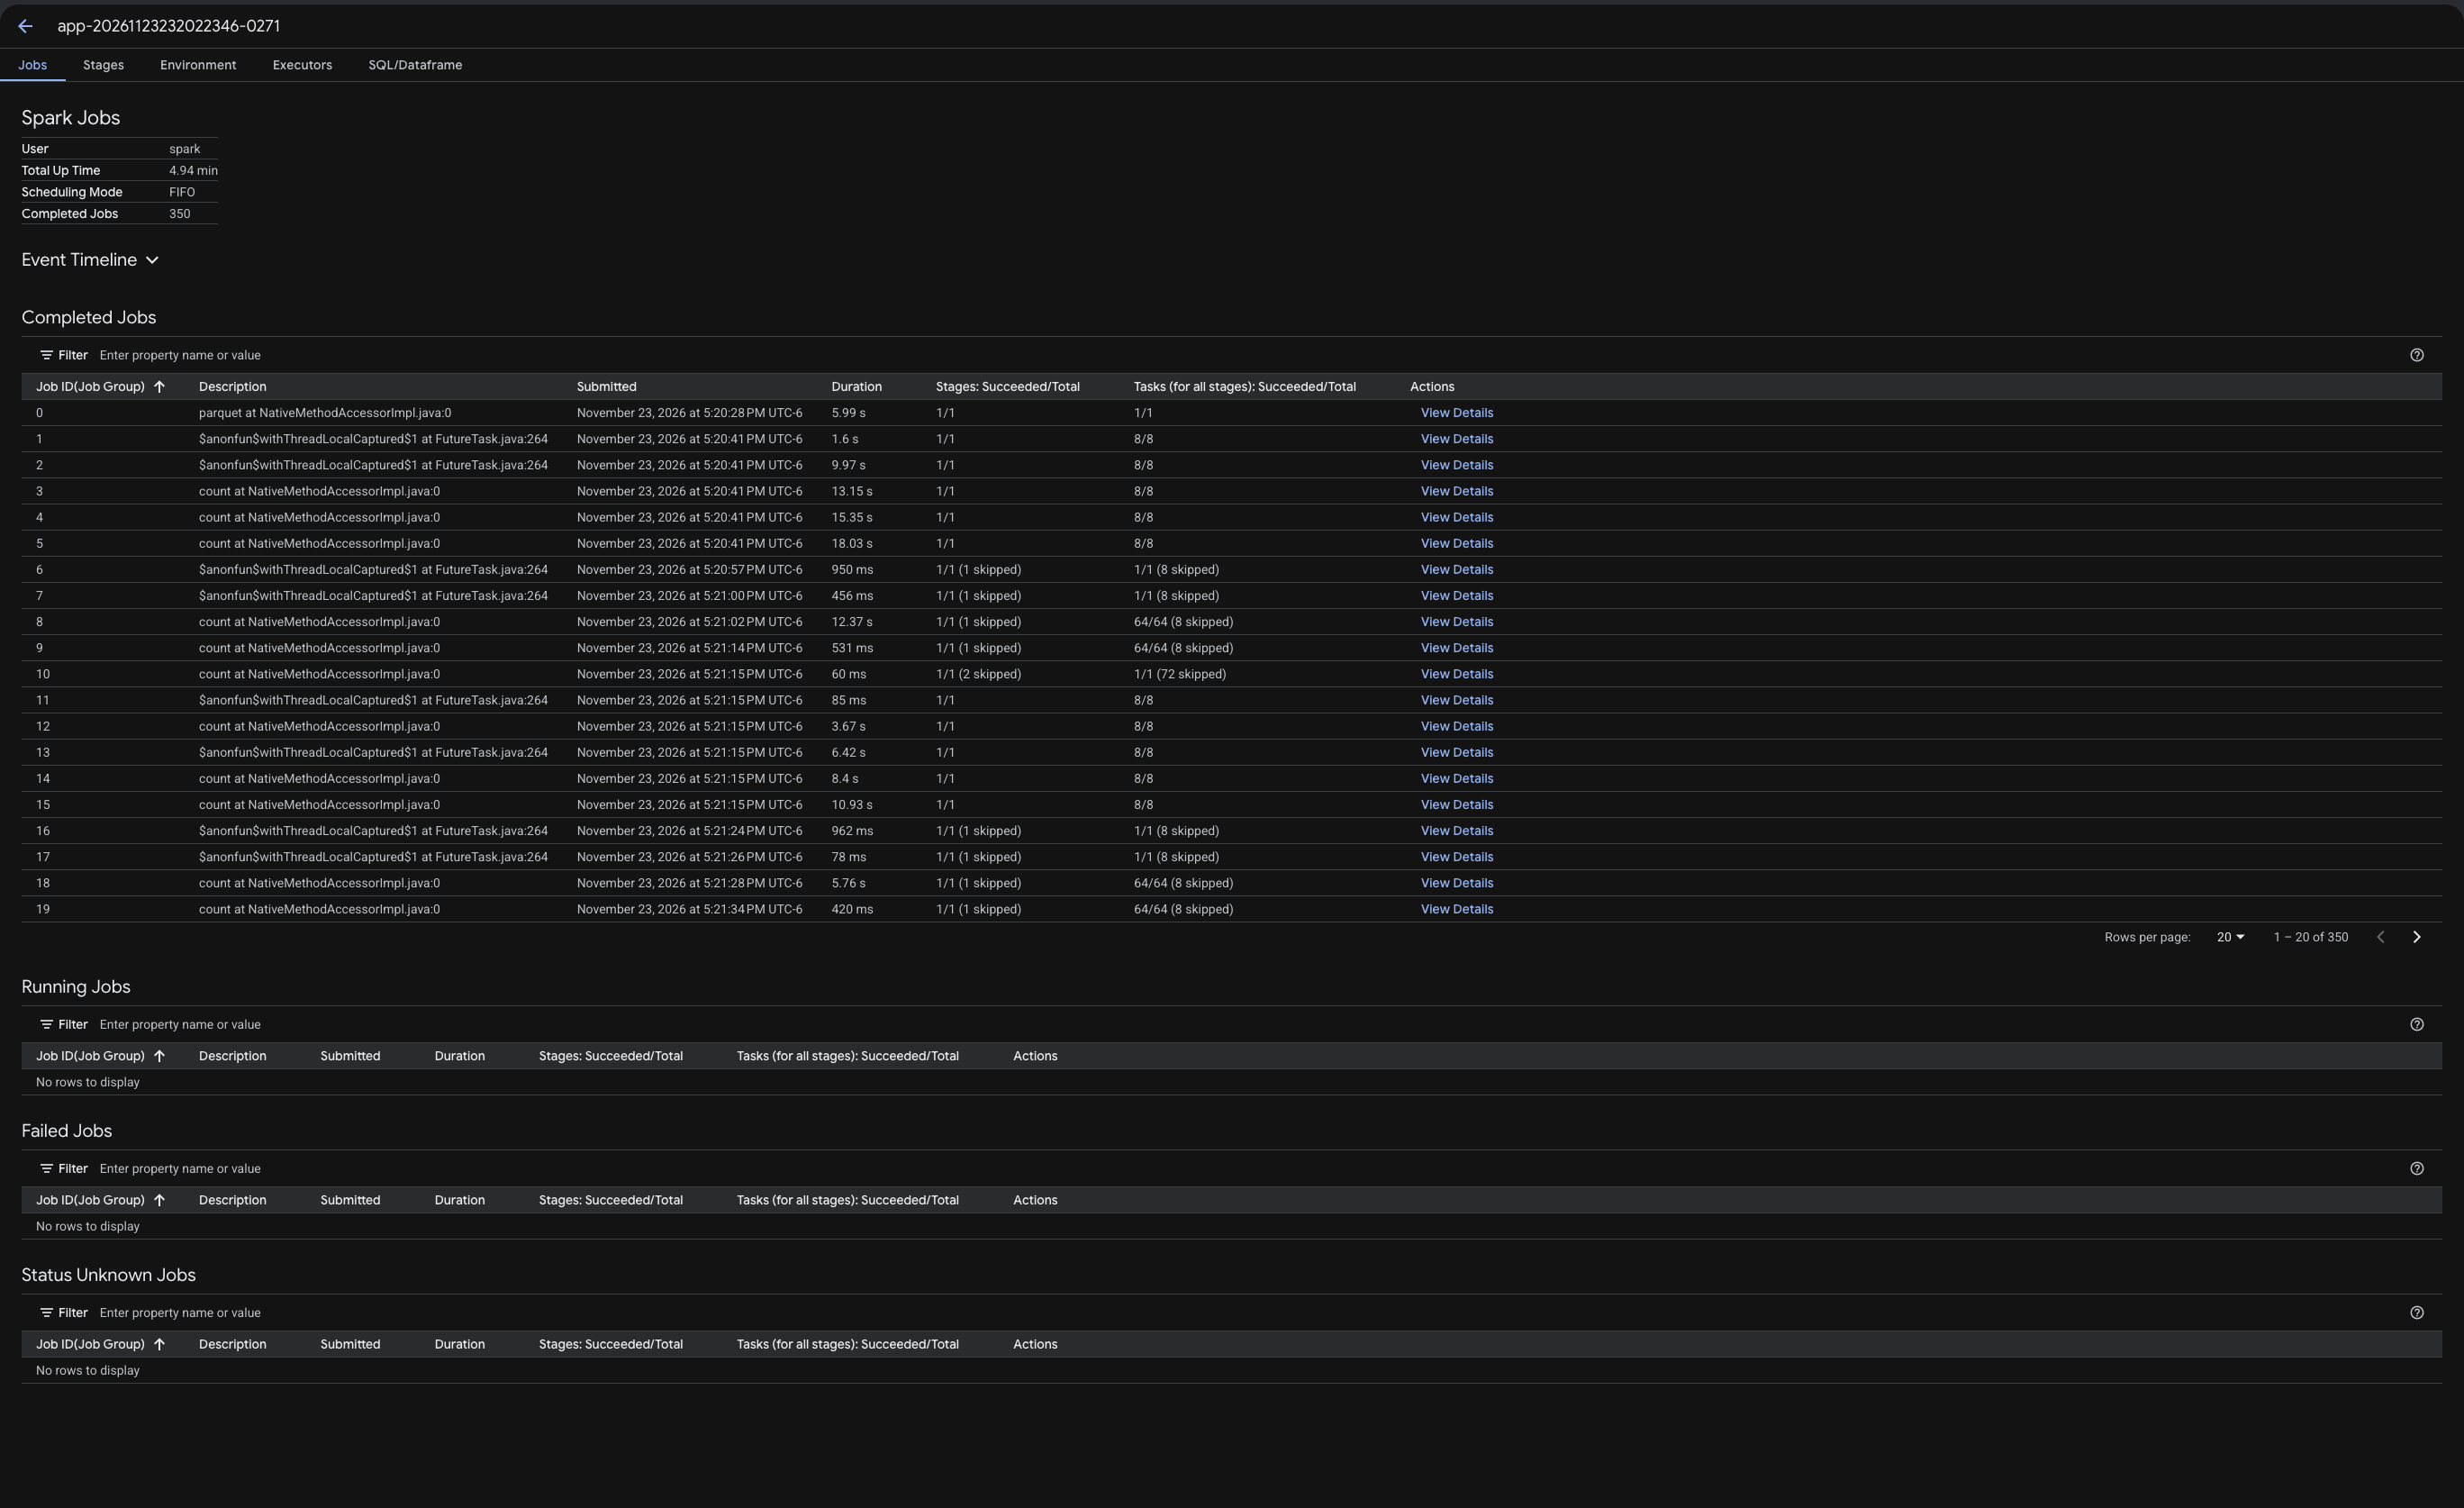 app-20261123232022346-0271
Jobs Stages Environment Executors SQL/Dataframe
Spark Jobs
User spark
Total Up Time 4.94 min
Scheduling Mode FIFO
Completed Jobs 350
Event Timeline
Completed Jobs
Filter Enter property name or value
Job ID(Job Group) Description Submitted Duration Stages: Succeeded/Total Tasks (for all stages): Succeeded/Total Actions
0 parquet at NativeMethodAccessorImpl.java:0 November 23, 2026 at 5:20:28 PM UTC-6 5.99 s 1/1 1/1 View Details
1 $anonfun$withThreadLocalCaptured$1 at FutureTask.java:264 November 23, 2026 at 5:20:41 PM UTC-6 1.6 s 1/1 8/8 View Details
2 $anonfun$withThreadLocalCaptured$1 at FutureTask.java:264 November 23, 2026 at 5:20:41 PM UTC-6 9.97 s 1/1 8/8 View Details
3 count at NativeMethodAccessorImpl.java:0 November 23, 2026 at 5:20:41 PM UTC-6 13.15 s 1/1 8/8 View Details
4 count at NativeMethodAccessorImpl.java:0 November 23, 2026 at 5:20:41 PM UTC-6 15.35 s 1/1 8/8 View Details
5 count at NativeMethodAccessorImpl.java:0 November 23, 2026 at 5:20:41 PM UTC-6 18.03 s 1/1 8/8 View Details
6 $anonfun$withThreadLocalCaptured$1 at FutureTask.java:264 November 23, 2026 at 5:20:57 PM UTC-6 950 ms 1/1 (1 skipped) 1/1 (8 skipped) View Details
7 $anonfun$withThreadLocalCaptured$1 at FutureTask.java:264 November 23, 2026 at 5:21:00 PM UTC-6 456 ms 1/1 (1 skipped) 1/1 (8 skipped) View Details
8 count at NativeMethodAccessorImpl.java:0 November 23, 2026 at 5:21:02 PM UTC-6 12.37 s 1/1 (1 skipped) 64/64 (8 skipped) View Details
9 count at NativeMethodAccessorImpl.java:0 November 23, 2026 at 5:21:14 PM UTC-6 531 ms 1/1 (1 skipped) 64/64 (8 skipped) View Details
10 count at NativeMethodAccessorImpl.java:0 November 23, 2026 at 5:21:15 PM UTC-6 60 ms 1/1 (2 skipped) 1/1 (72 skipped) View Details
11 $anonfun$withThreadLocalCaptured$1 at FutureTask.java:264 November 23, 2026 at 5:21:15 PM UTC-6 85 ms 1/1 8/8 View Details
12 count at NativeMethodAccessorImpl.java:0 November 23, 2026 at 5:21:15 PM UTC-6 3.67 s 1/1 8/8 View Details
13 $anonfun$withThreadLocalCaptured$1 at FutureTask.java:264 November 23, 2026 at 5:21:15 PM UTC-6 6.42 s 1/1 8/8 View Details
14 count at NativeMethodAccessorImpl.java:0 November 23, 2026 at 5:21:15 PM UTC-6 8.4 s 1/1 8/8 View Details
15 count at NativeMethodAccessorImpl.java:0 November 23, 2026 at 5:21:15 PM UTC-6 10.93 s 1/1 8/8 View Details
16 $anonfun$withThreadLocalCaptured$1 at FutureTask.java:264 November 23, 2026 at 5:21:24 PM UTC-6 962 ms 1/1 (1 skipped) 1/1 (8 skipped) View Details
17 $anonfun$withThreadLocalCaptured$1 at FutureTask.java:264 November 23, 2026 at 5:21:26 PM UTC-6 78 ms 1/1 (1 skipped) 1/1 (8 skipped) View Details
18 count at NativeMethodAccessorImpl.java:0 November 23, 2026 at 5:21:28 PM UTC-6 5.76 s 1/1 (1 skipped) 64/64 (8 skipped) View Details
19 count at NativeMethodAccessorImpl.java:0 November 23, 2026 at 5:21:34 PM UTC-6 420 ms 1/1 (1 skipped) 64/64 (8 skipped) View Details
Rows per page: 20 1 – 20 of 350
Running Jobs
Filter Enter property name or value
Job ID(Job Group) Description Submitted Duration Stages: Succeeded/Total Tasks (for all stages): Succeeded/Total Actions
No rows to display
Failed Jobs
Filter Enter property name or value
Job ID(Job Group) Description Submitted Duration Stages: Succeeded/Total Tasks (for all stages): Succeeded/Total Actions
No rows to display
Status Unknown Jobs
Filter Enter property name or value
Job ID(Job Group) Description Submitted Duration Stages: Succeeded/Total Tasks (for all stages): Succeeded/Total Actions
No rows to display